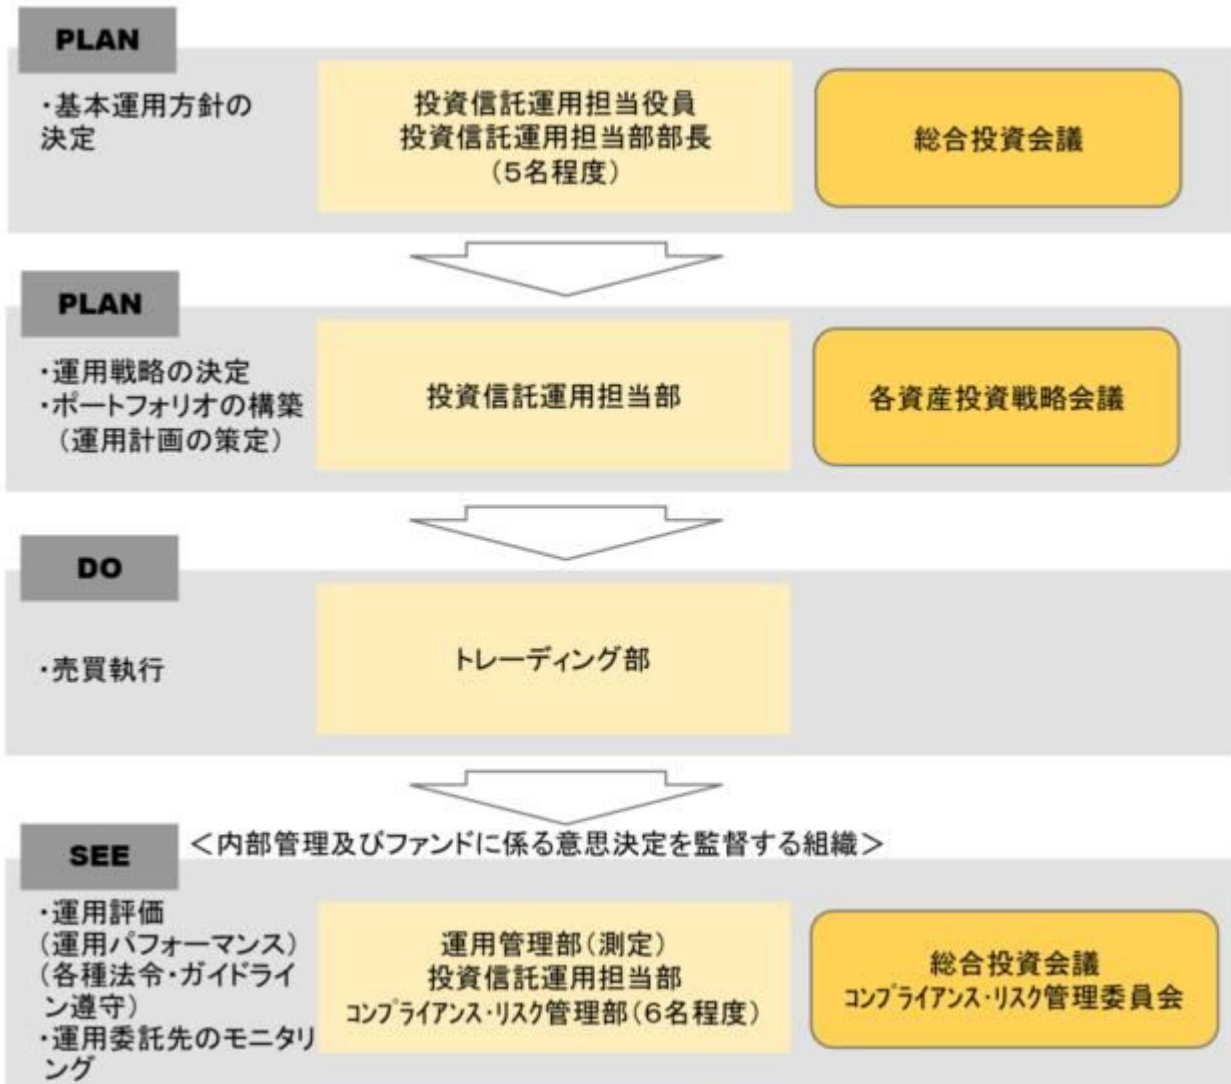 PLAN
・基本運用方針の
決定
投資信託運用担当役員
投資信託運用担当部部長
(5名程度)
総合投資会議
PLAN
・運用戦略の決定
・ポートフォリオの構築
(運用計画の策定)
投資信託運用担当部
各資産投資戦略会議
DO
・売買執行
トレーディング部
SEE
＜内部管理及びファンドに係る意思決定を監督する組織＞
・運用評価
(運用パフォーマンス)
(各種法令・ガイドライ
ン遵守)
・運用委託先のモニタリ
ング
運用管理部(測定)
投資信託運用担当部
コンプライアンス・リスク管理部(6名程度)
総合投資会議
コンプライアンス・リスク管理委員会